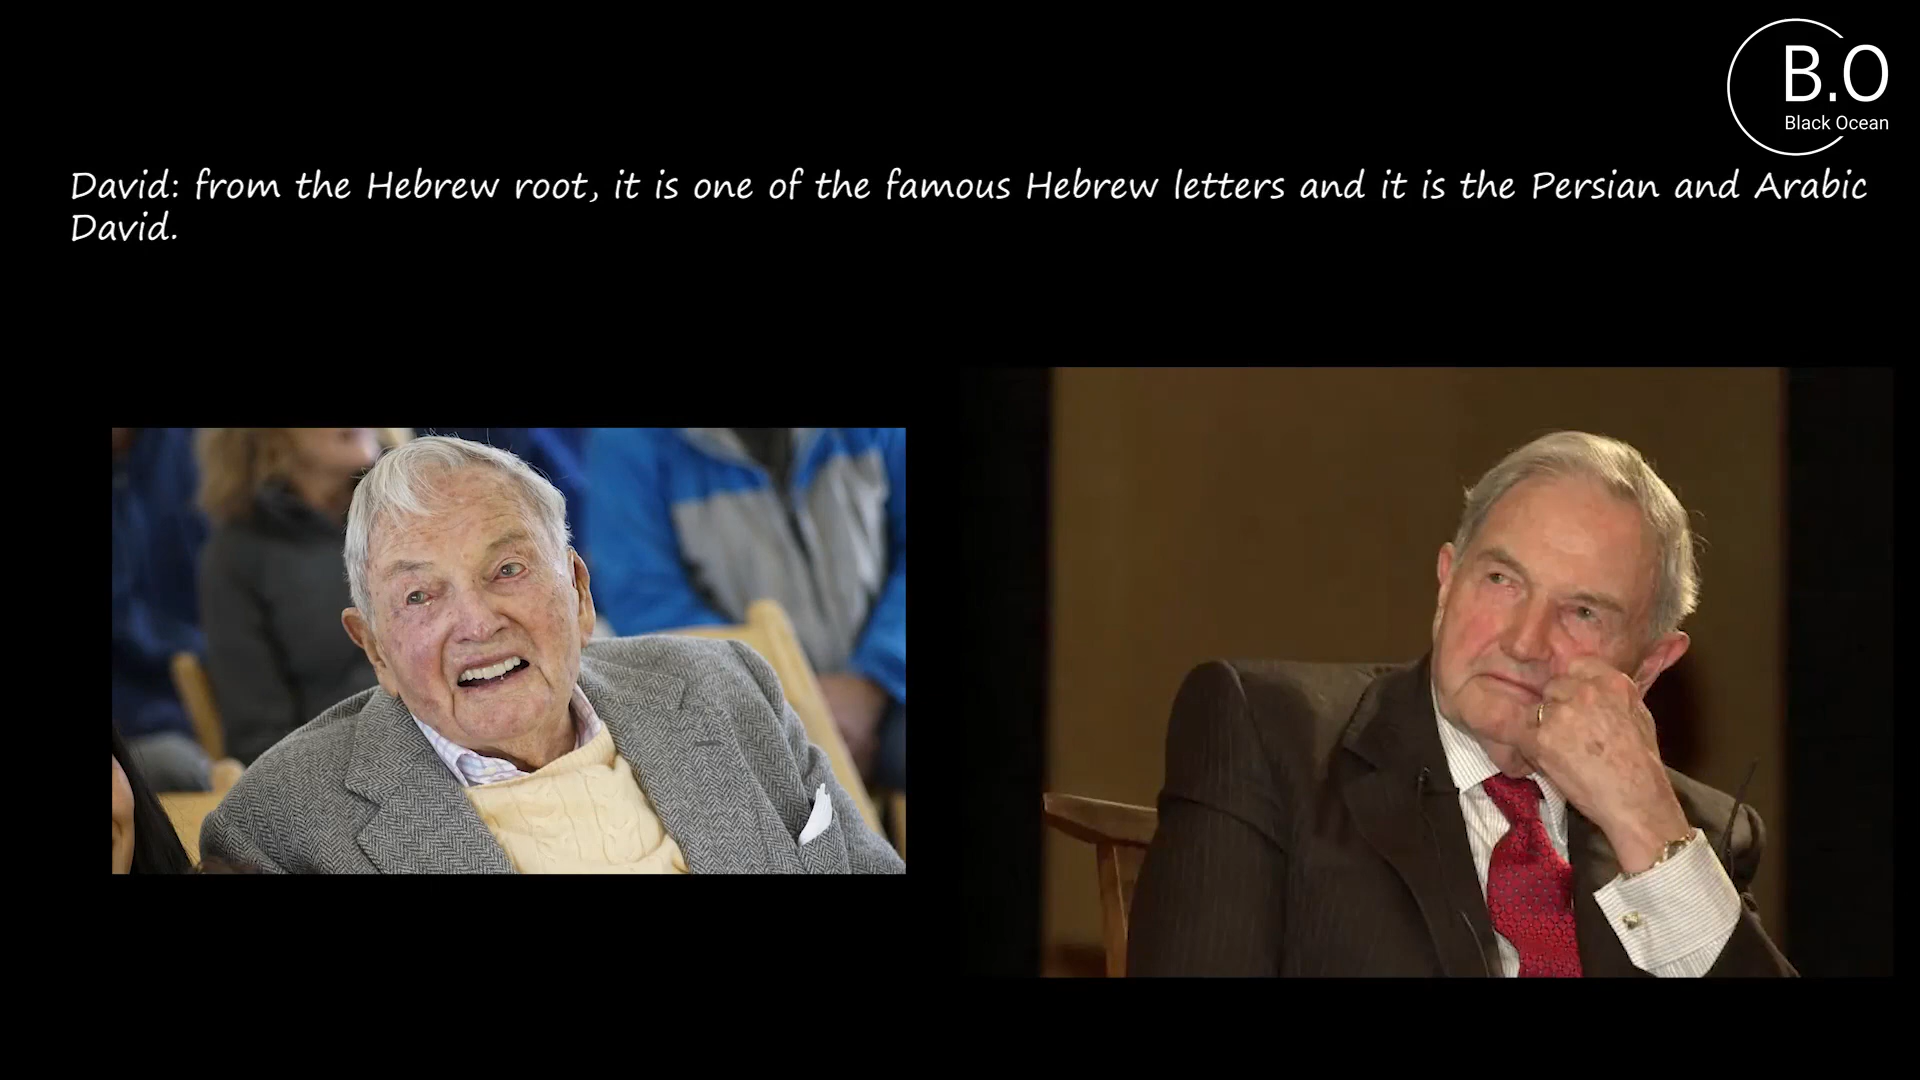 B.O
Black Ocean
David: from the Hebrew root, it is one of the famous Hebrew letters and it is the Persian and Arabic
David.